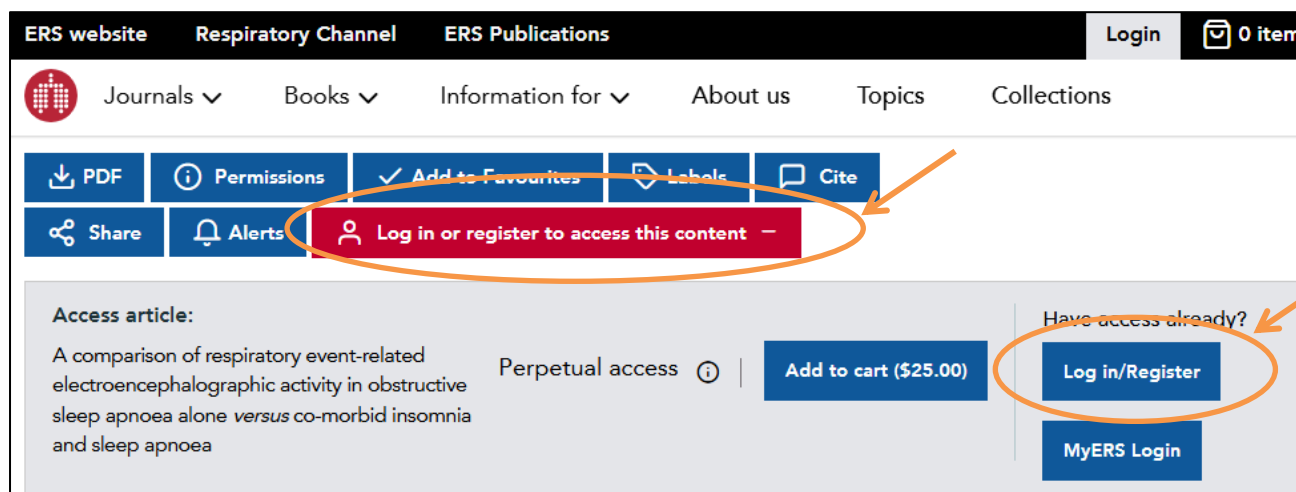 ERS website Respiratory Channel ERS Publications Login 0 item
Journals Books Information for About us Topics Collections
PDF Permissions Add to Favourites Labels Cite
Share Alerts Log in or register to access this content
Access article:
A comparison of respiratory event-related
electroencephalographic activity in obstructive
sleep apnoea alone versus co-morbid insomnia
and sleep apnoea
Perpetual access
Add to cart ($25.00)
Have access already?
Log in/Register
MyERS Login